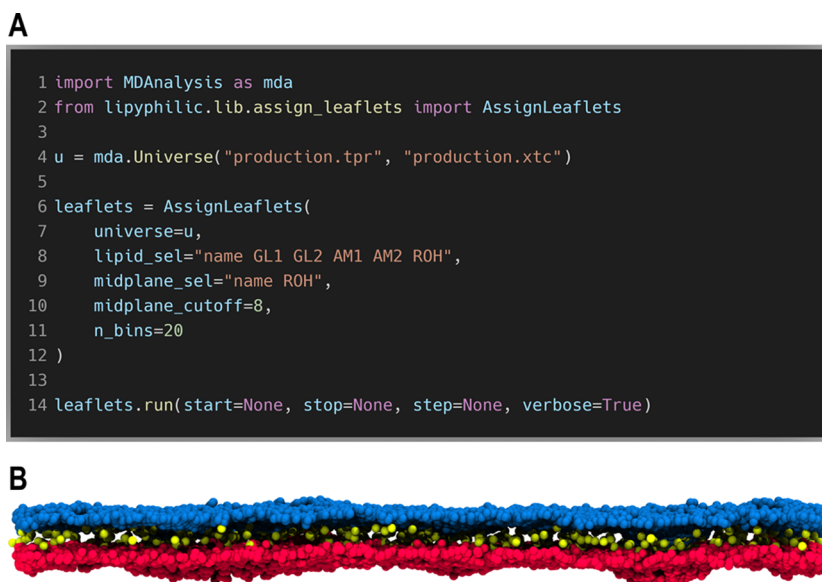 A
1 import MDAnalysis as mda
2 from lipyphilic.lib.assign_leaflets import AssignLeaflets
3
4 u = mda.Universe("production.tpr", "production.xtc")
5
6 leaflets = AssignLeaflets(
7     universe=u,
8     lipid_sel="name GL1 GL2 AM1 AM2 ROH",
9     midplane_sel="name ROH",
10     midplane_cutoff=8,
11     n_bins=20
12 )
13
14 leaflets.run(start=None, stop=None, step=None, verbose=True)
B